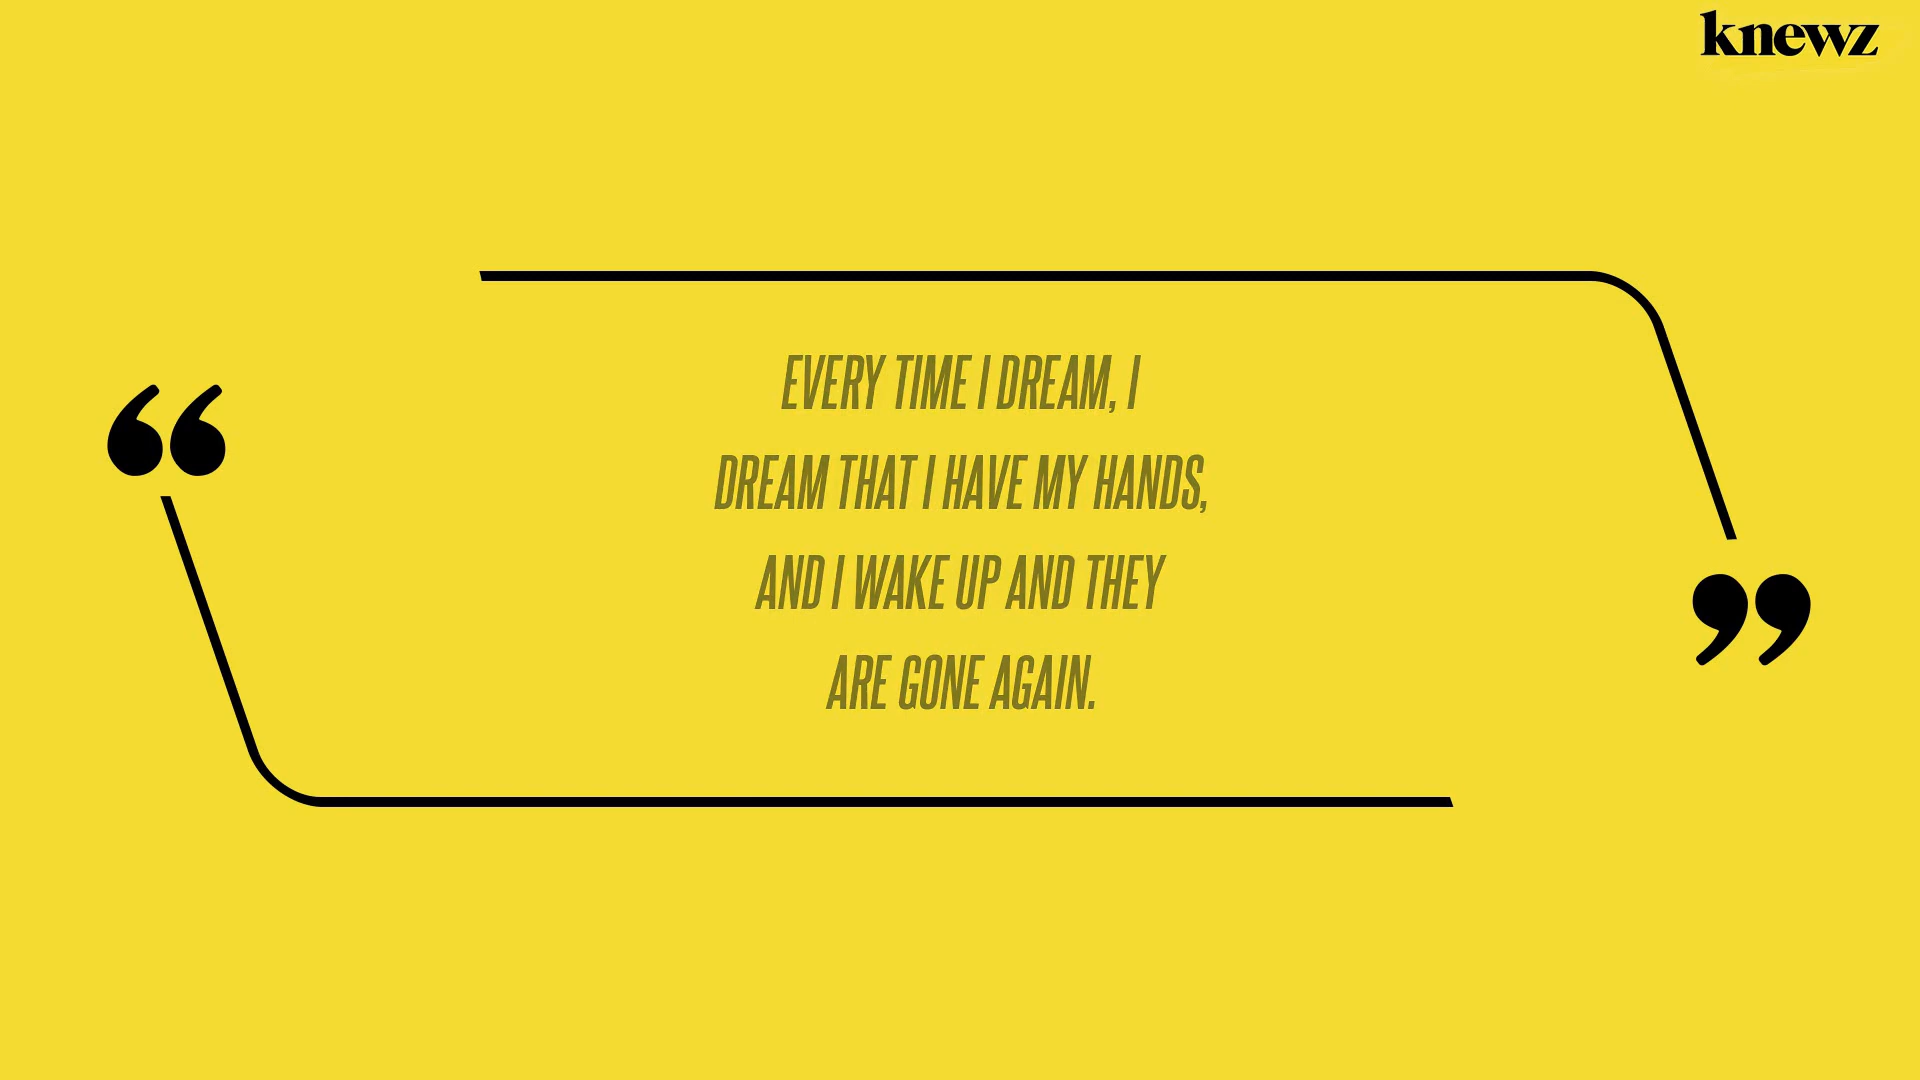 knewz
“
EVERY TIME I DREAM, I
DREAM THAT I HAVE MY HANDS,
AND I WAKE UP AND THEY
ARE GONE AGAIN.
”